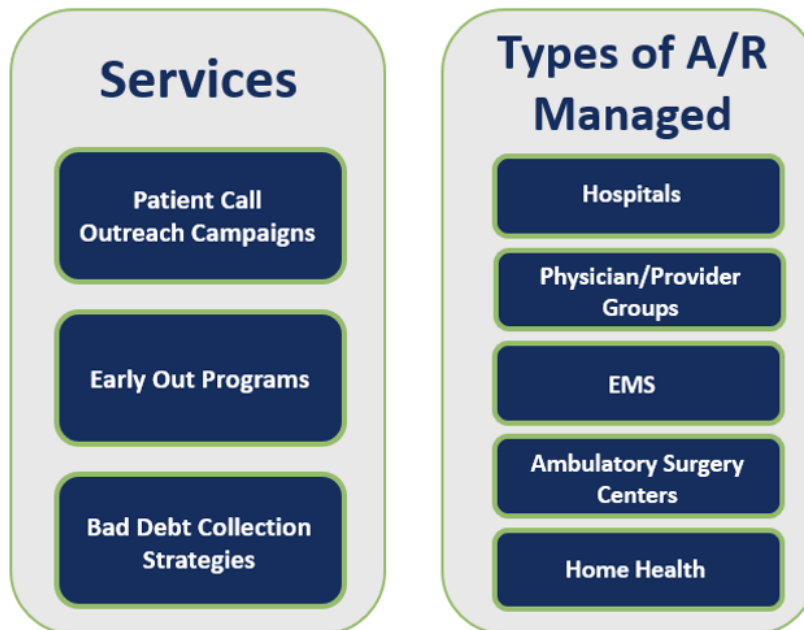 Services
Patient Call
Outreach Campaigns
Early Out Programs
Bad Debt Collection
Strategies
Types of A/R
Managed
Hospitals
Physician/Provider
Groups
EMS
Ambulatory Surgery
Centers
Home Health